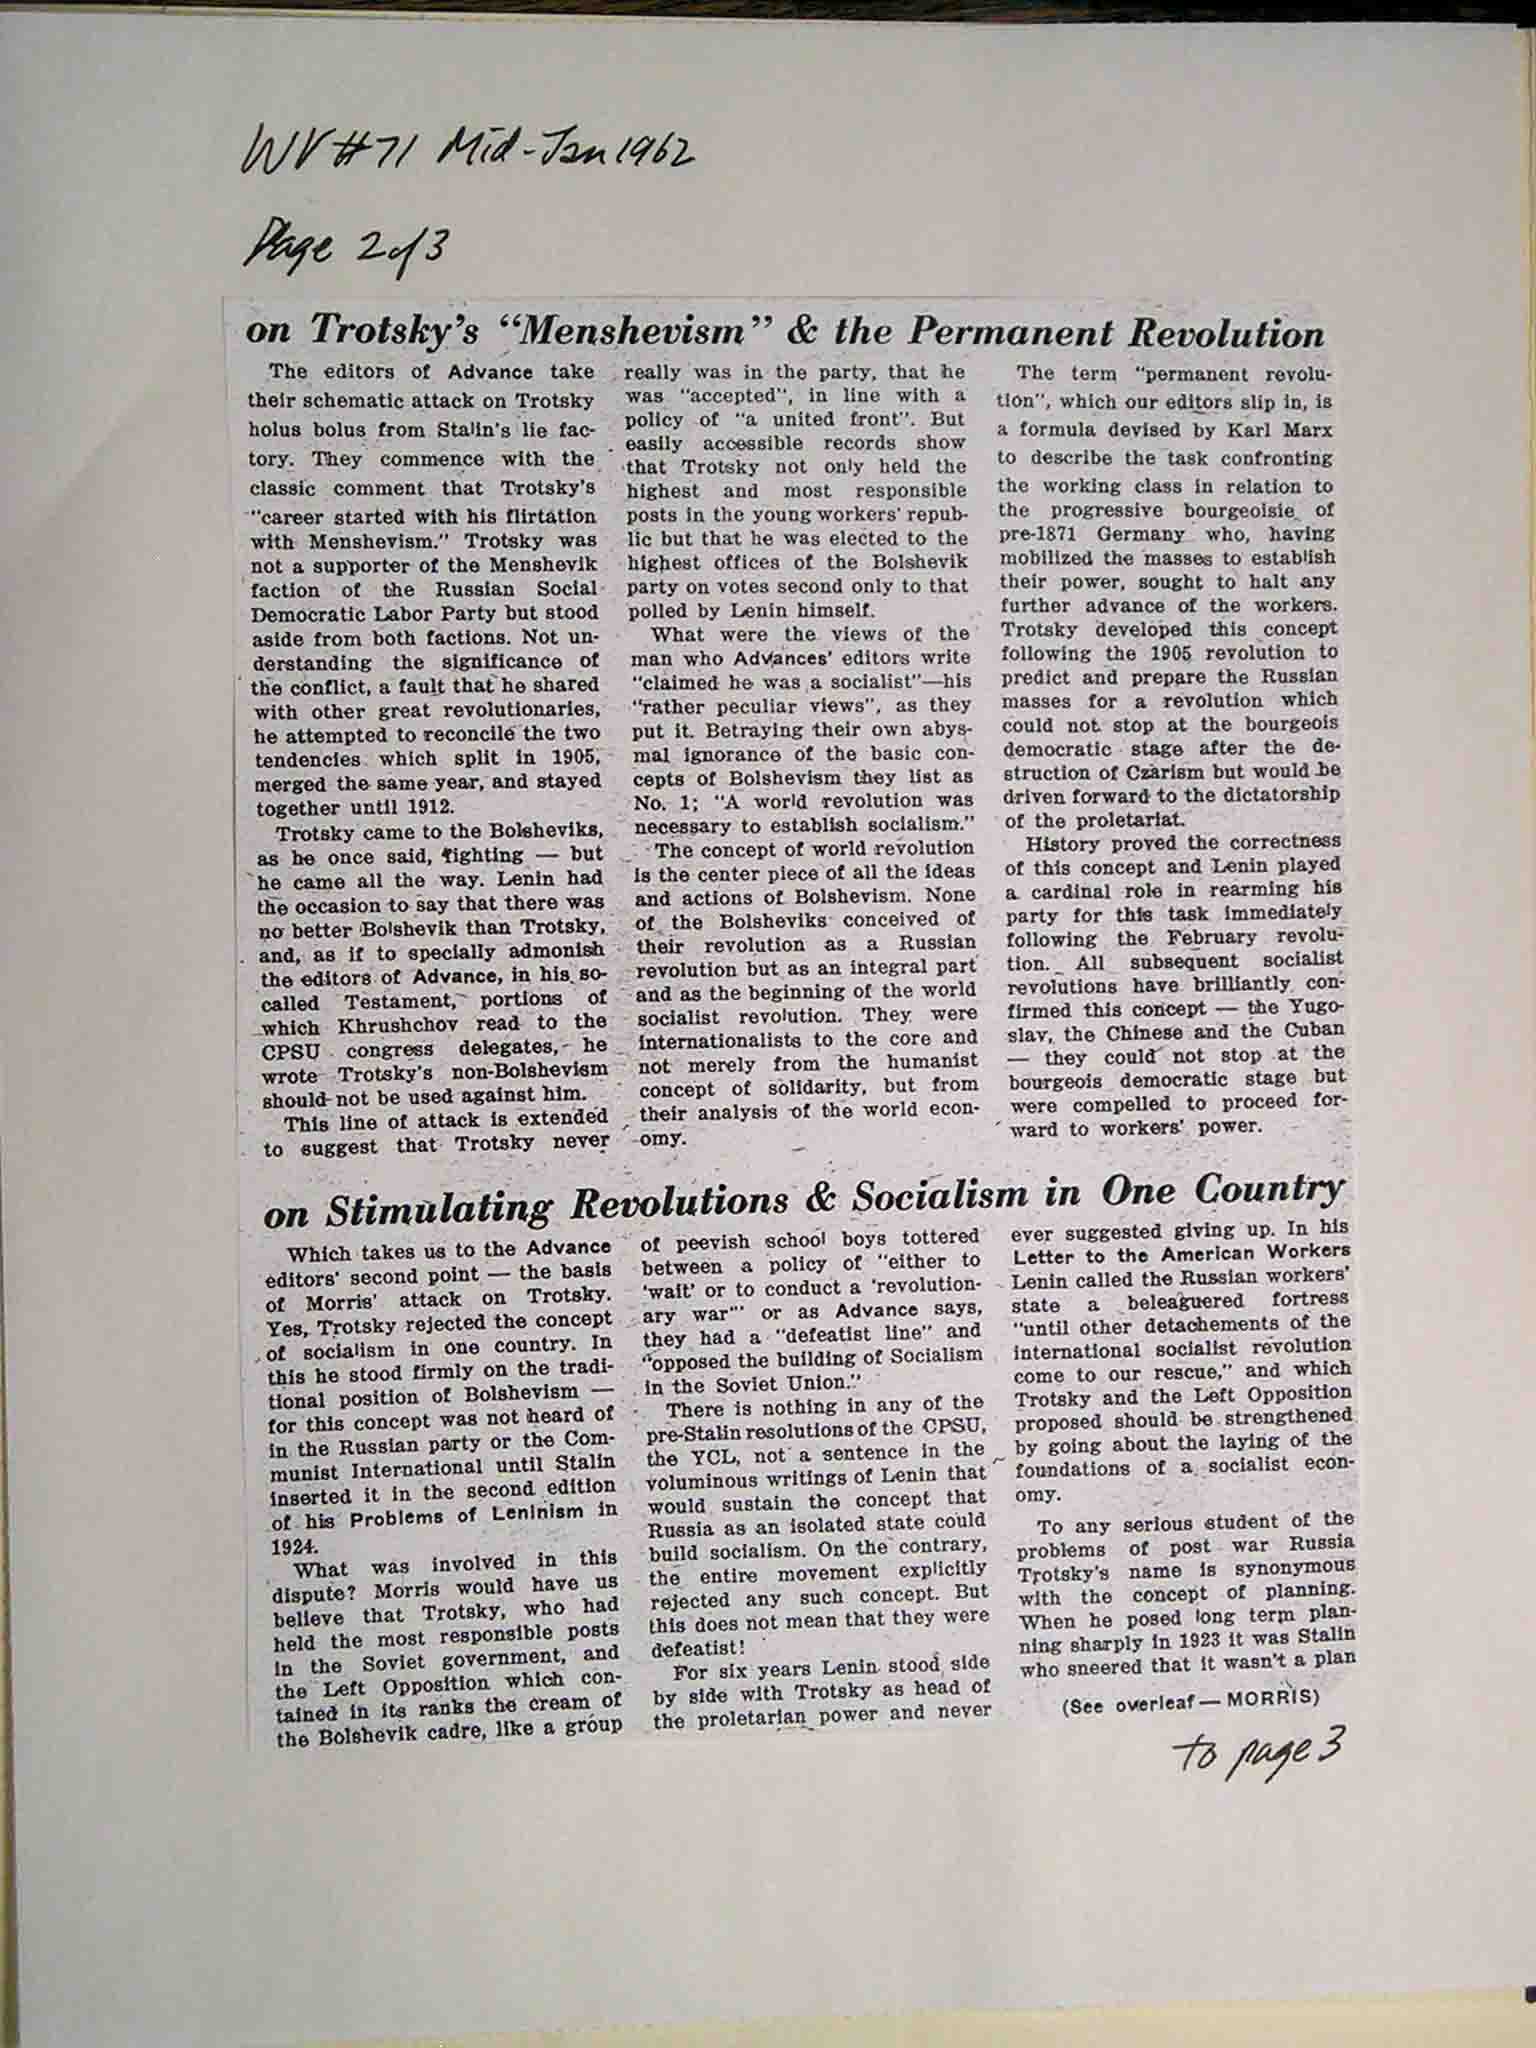 WV #71 Mid-Jan 1962
Page 2 of 3
on Trotsky's "Menshevism" & the Permanent Revolution
The editors of Advance take
their schematic attack on Trotsky
holus bolus from Stalin's lie fac-
tory. They commence with the
classic comment that Trotsky's
"career started with his flirtation
with Menshevism." Trotsky was
not a supporter of the Menshevik
faction of the Russian Social
Democratic Labor Party but stood
aside from both factions. Not un-
derstanding the significance of
the conflict, a fault that he shared
with other great revolutionaries,
he attempted to reconcile the two
tendencies which split in 1905,
merged the same year, and stayed
together until 1912.
Trotsky came to the Bolsheviks,
as he once said, fighting — but
he came all the way. Lenin had
the occasion to say that there was
no better Bolshevik than Trotsky,
and, as if to specially admonish
the editors of Advance, in his so-
called Testament, portions of
which Khrushchov read to the
CPSU congress delegates, he
wrote Trotsky's non-Bolshevism
should not be used against him.
This line of attack is extended
to suggest that Trotsky never
really was in the party, that he
was "accepted", in line with a
policy of "a united front". But
easily accessible records show
that Trotsky not only held the
highest and most responsible
posts in the young workers' repub-
lic but that he was elected to the
highest offices of the Bolshevik
party on votes second only to that
polled by Lenin himself.
What were the views of the
man who Advances' editors write
"claimed he was a socialist"—his
"rather peculiar views", as they
put it. Betraying their own abys-
mal ignorance of the basic con-
cepts of Bolshevism they list as
No. 1; "A world revolution was
necessary to establish socialism."
The concept of world revolution
is the center piece of all the ideas
and actions of Bolshevism. None
of the Bolsheviks conceived of
their revolution as a Russian
revolution but as an integral part
and as the beginning of the world
socialist revolution. They were
internationalists to the core and
not merely from the humanist
concept of solidarity, but from
their analysis of the world econ-
omy.
The term "permanent revolu-
tion", which our editors slip in, is
a formula devised by Karl Marx
to describe the task confronting
the working class in relation to
the progressive bourgeoisie of
pre-1871 Germany who, having
mobilized the masses to establish
their power, sought to halt any
further advance of the workers.
Trotsky developed this concept
following the 1905 revolution to
predict and prepare the Russian
masses for a revolution which
could not stop at the bourgeois
democratic stage after the de-
struction of Czarism but would be
driven forward to the dictatorship
of the proletariat.
History proved the correctness
of this concept and Lenin played
a cardinal role in rearming his
party for this task immediately
following the February revolu-
tion. All subsequent socialist
revolutions have brilliantly con-
firmed this concept — the Yugo-
slav, the Chinese and the Cuban
— they could not stop at the
bourgeois democratic stage but
were compelled to proceed for-
ward to workers' power.
on Stimulating Revolutions & Socialism in One Country
Which takes us to the Advance
editors' second point — the basis
of Morris' attack on Trotsky.
Yes, Trotsky rejected the concept
of socialism in one country. In
this he stood firmly on the tradi-
tional position of Bolshevism —
for this concept was not heard of
in the Russian party or the Com-
munist International until Stalin
inserted it in the second edition
of his Problems of Leninism in
1924.
What was involved in this
dispute? Morris would have us
believe that Trotsky, who had
held the most responsible posts
in the Soviet government, and
the Left Opposition which con-
tained in its ranks the cream of
the Bolshevik cadre, like a group
of peevish school boys tottered
between a policy of "either to
'wait' or to conduct a 'revolution-
ary war'" or as Advance says,
they had a "defeatist line" and
"opposed the building of Socialism
in the Soviet Union."
There is nothing in any of the
pre-Stalin resolutions of the CPSU,
the YCL, not a sentence in the
voluminous writings of Lenin that
would sustain the concept that
Russia as an isolated state could
build socialism. On the contrary,
the entire movement explicitly
rejected any such concept. But
this does not mean that they were
defeatist!
For six years Lenin stood side
by side with Trotsky as head of
the proletarian power and never
ever suggested giving up. In his
Letter to the American Workers
Lenin called the Russian workers'
state a beleaguered fortress
"until other detachements of the
international socialist revolution
come to our rescue," and which
Trotsky and the Left Opposition
proposed should be strengthened
by going about the laying of the
foundations of a socialist econ-
omy.
To any serious student of the
problems of post war Russia
Trotsky's name is synonymous
with the concept of planning.
When he posed long term plan-
ning sharply in 1923 it was Stalin
who sneered that it wasn't a plan
(See overleaf — MORRIS)
to page 3